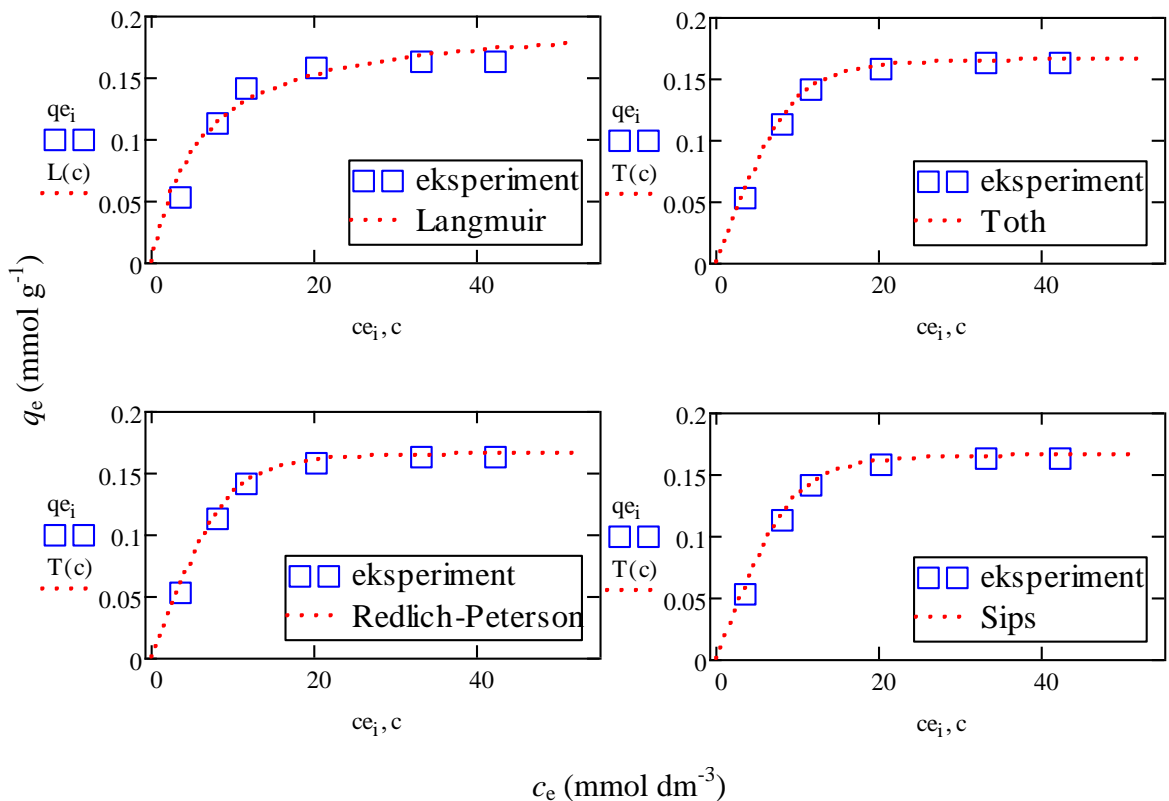 0.2
0.15
qe_i
0.1
L(c)
0.05
0
eksperiment
Langmuir
0 20 40
ce_i, c
0.2
0.15
qe_i
0.1
T(c)
0.05
0
eksperiment
Toth
0 20 40
ce_i, c
q_e (mmol g^-1)
0.2
0.15
qe_i
0.1
T(c)
0.05
0
eksperiment
Redlich-Peterson
0 20 40
ce_i, c
0.2
0.15
qe_i
0.1
T(c)
0.05
0
eksperiment
Sips
0 20 40
ce_i, c
c_e (mmol dm^-3)